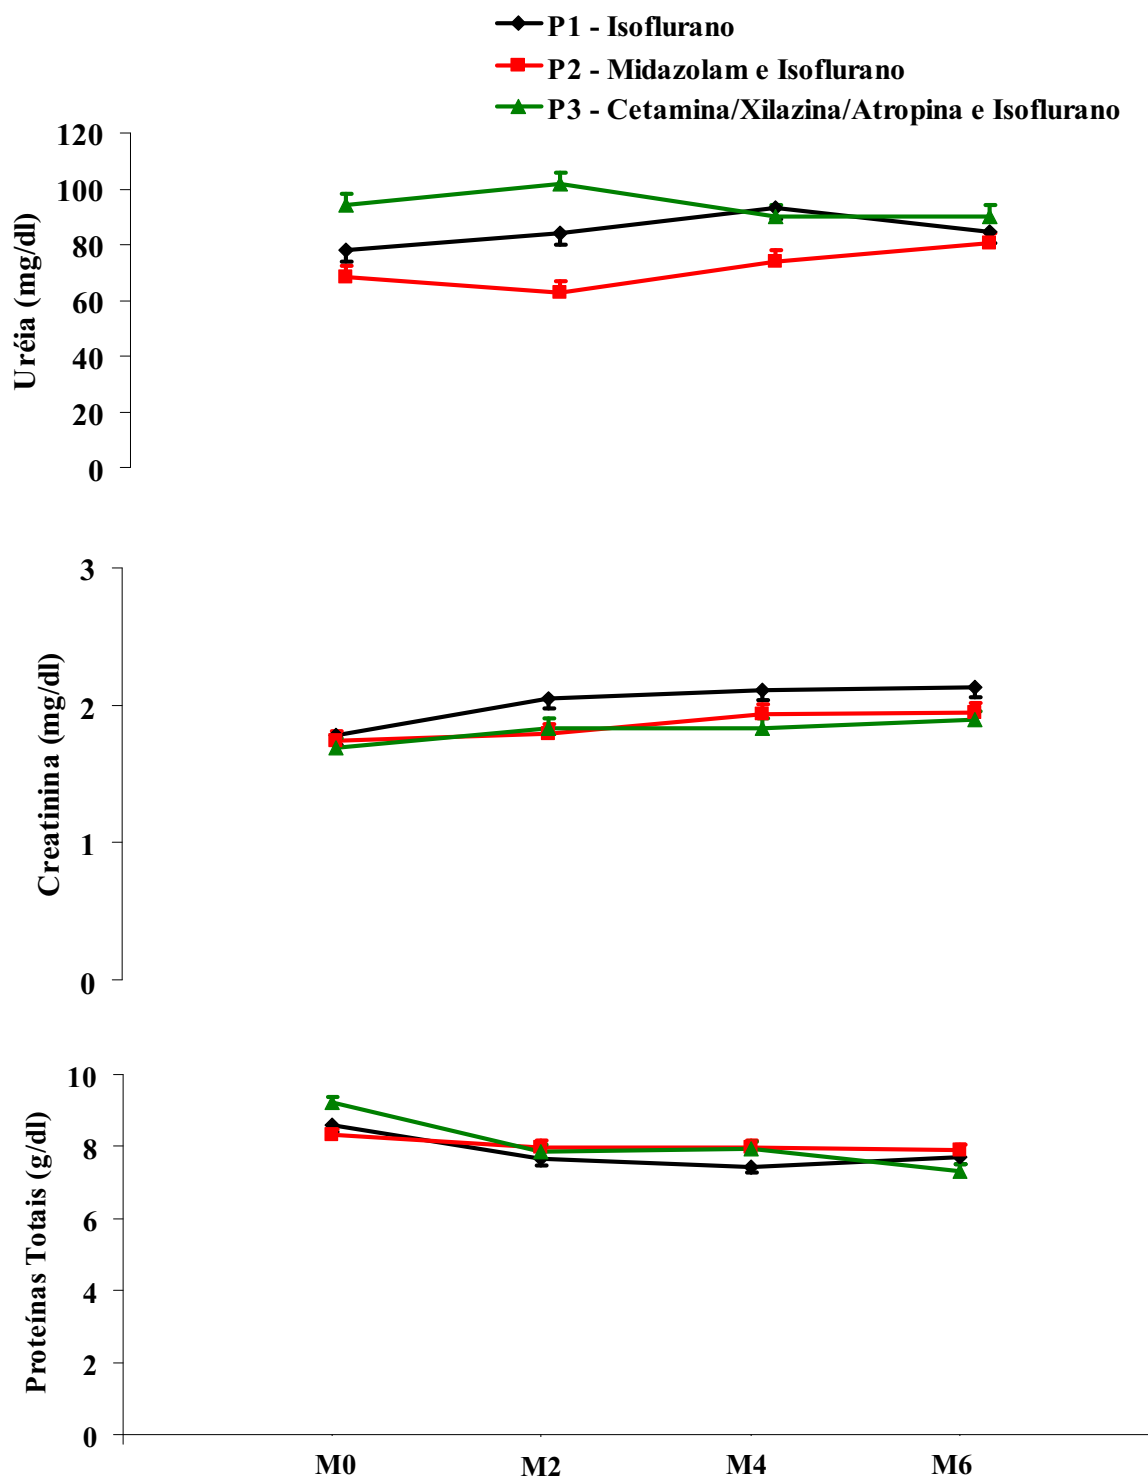 P1 - Isoflurano
P2 - Midazolam e Isoflurano
P3 - Cetamina/Xilazina/Atropina e Isoflurano
Uréia (mg/dl)
120
100
80
60
40
20
0
Creatinina (mg/dl)
3
2
1
0
Proteínas Totais (g/dl)
10
8
6
4
2
0
M0 M2 M4 M6